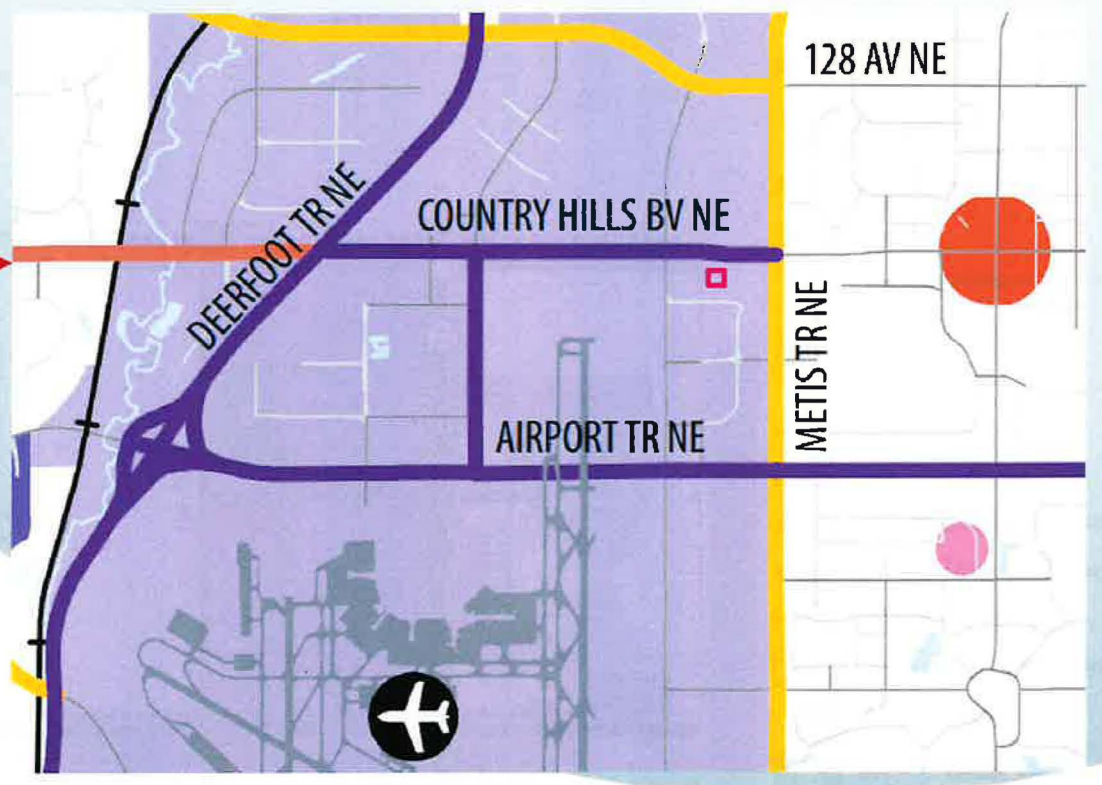 128 AV NE
COUNTRY HILLS BV NE
DEERFOOT TR NE
METIS TR NE
AIRPORT TR NE